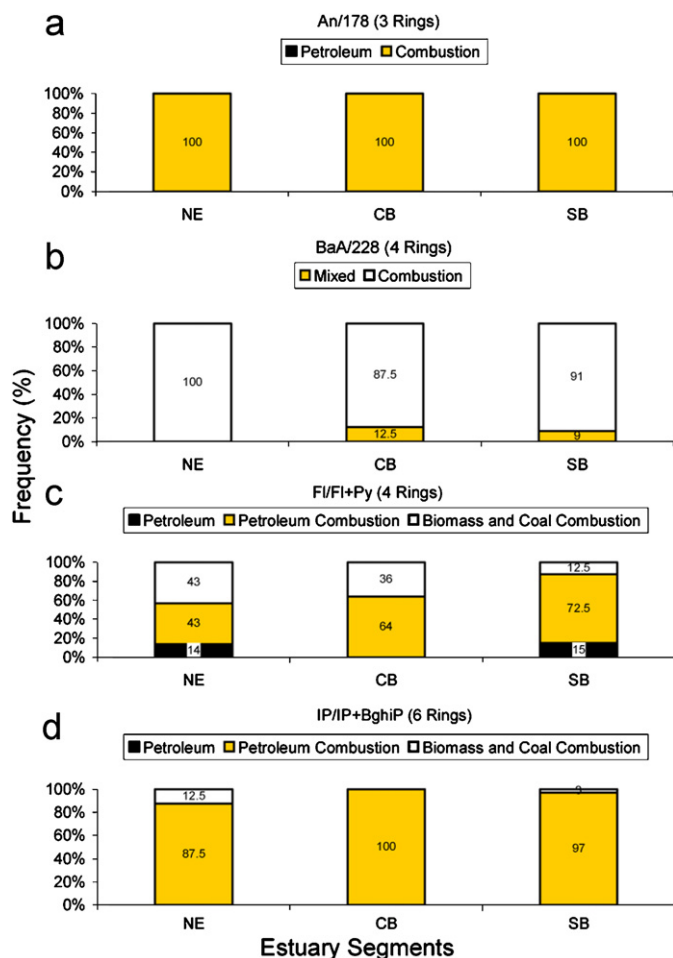 a
An/178 (3 Rings)
Petroleum Combustion
100%
80%
60%
40%
20%
0%
100 100 100
NE CB SB
b
BaA/228 (4 Rings)
Mixed Combustion
100%
80%
60%
40%
20%
0%
100 87.5 91
12.5 9
NE CB SB
Frequency (%)
c
Fl/Fl+Py (4 Rings)
Petroleum Petroleum Combustion Biomass and Coal Combustion
100%
80%
60%
40%
20%
0%
43 36 12.5
43 64 72.5
14 15
NE CB SB
d
IP/IP+BghiP (6 Rings)
Petroleum Petroleum Combustion Biomass and Coal Combustion
100%
80%
60%
40%
20%
0%
12.5 3
87.5 100 97
NE CB SB
Estuary Segments